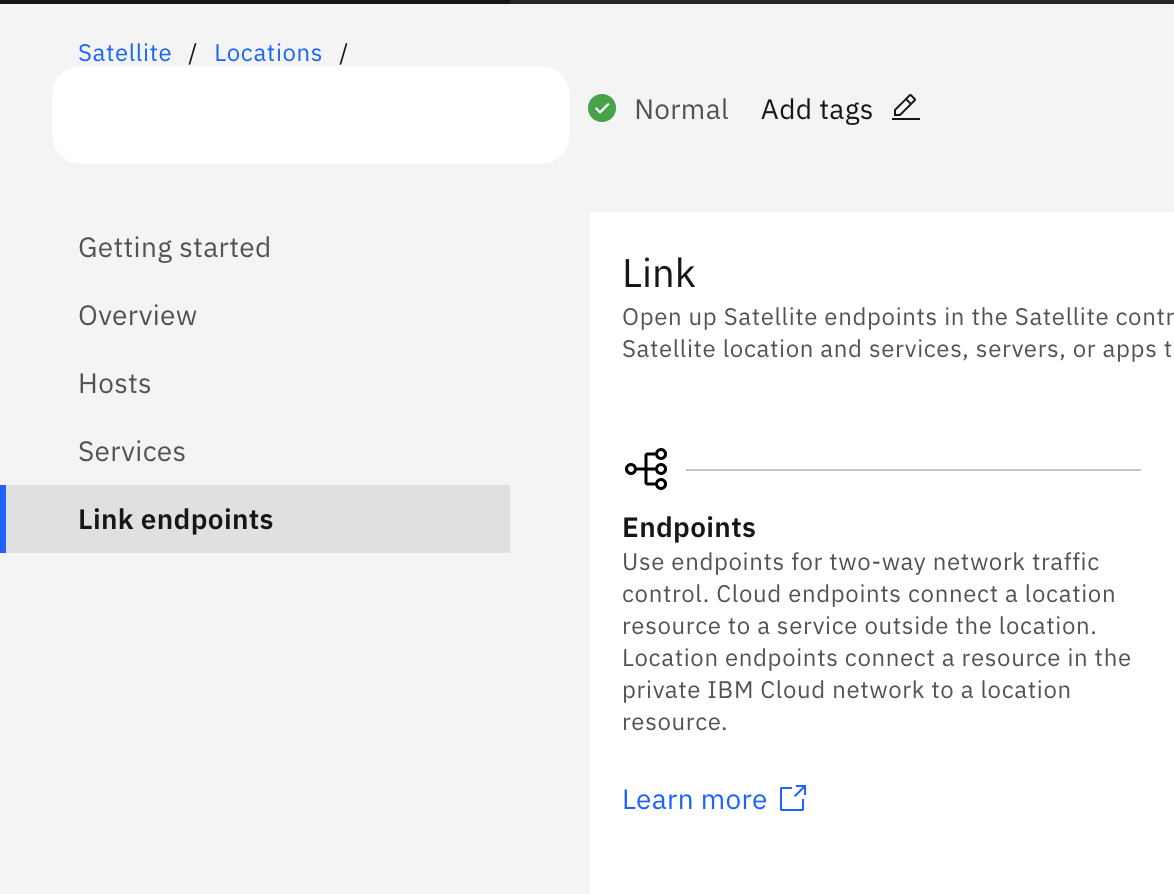 Satellite / Locations /
Normal Add tags
Getting started
Overview
Hosts
Services
Link endpoints
Link
Open up Satellite endpoints in the Satellite contr
Satellite location and services, servers, or apps t
Endpoints
Use endpoints for two-way network traffic
control. Cloud endpoints connect a location
resource to a service outside the location.
Location endpoints connect a resource in the
private IBM Cloud network to a location
resource.
Learn more